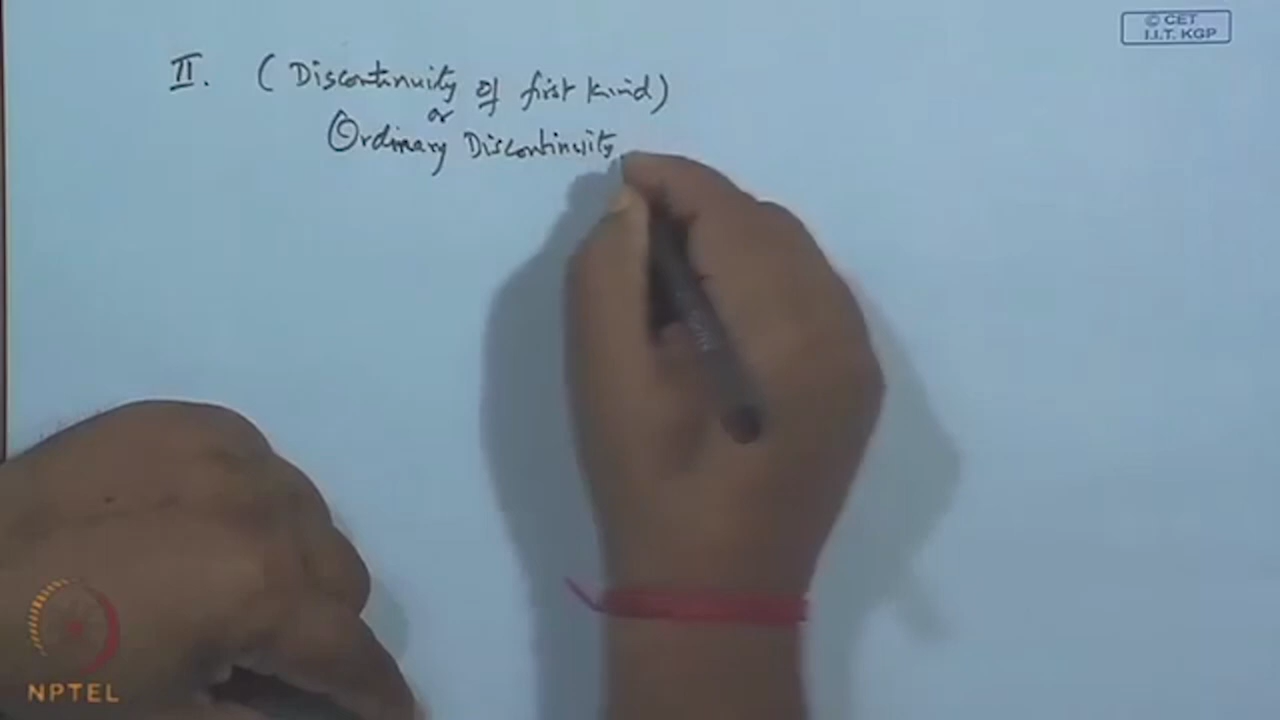 © CET
I.I.T. KGP
II. (Discontinuity of first kind)
or
Ordinary Discontinuity
NPTEL